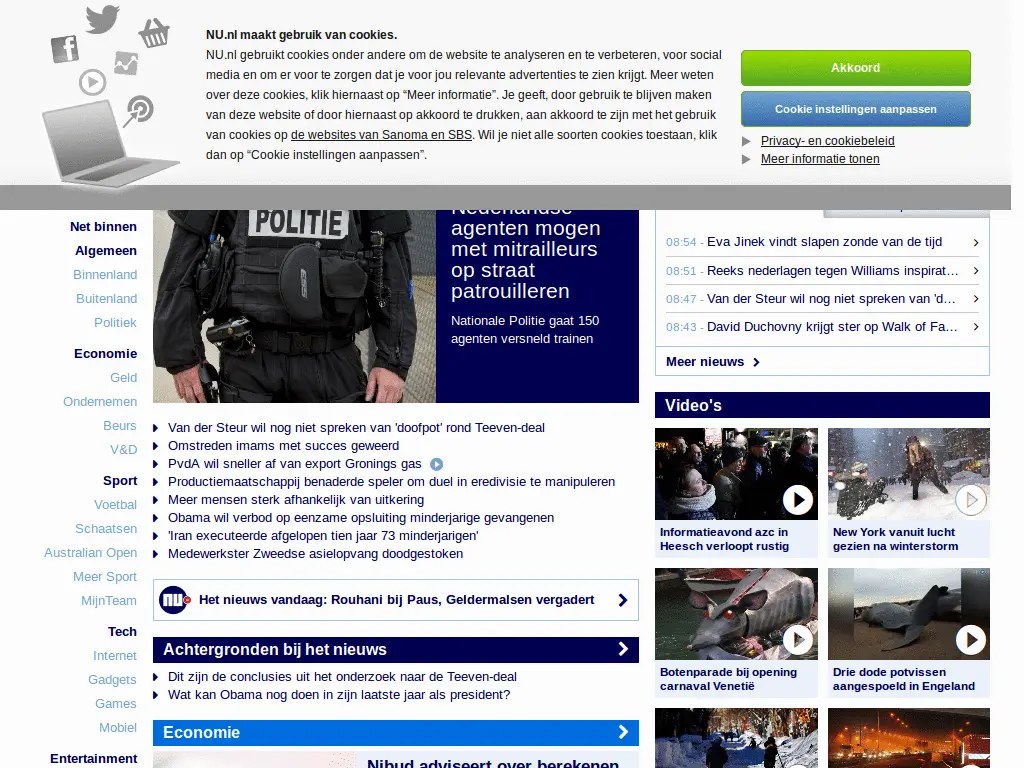 NU.nl maakt gebruik van cookies.
NU.nl gebruikt cookies onder andere om de website te analyseren en te verbeteren, voor social
media en om er voor te zorgen dat je voor jou relevante advertenties te zien krijgt. Meer weten
over deze cookies, klik hiernaast op “Meer informatie”. Je geeft, door gebruik te blijven maken
van deze website of door hiernaast op akkoord te drukken, aan akkoord te zijn met het gebruik
van cookies op de websites van Sanoma en SBS. Wil je niet alle soorten cookies toestaan, klik
dan op “Cookie instellingen aanpassen”.
Akkoord
Cookie instellingen aanpassen
Privacy- en cookiebeleid
Meer informatie tonen
Net binnen
Algemeen
Binnenland
Buitenland
Politiek
Economie
Geld
Ondernemen
Beurs
V&D
Sport
Voetbal
Schaatsen
Australian Open
Meer Sport
MijnTeam
Tech
Internet
Gadgets
Games
Mobiel
Entertainment
POLITIE
ESS
Nederlandse
agenten mogen
met mitrailleurs
op straat
patrouilleren
Nationale Politie gaat 150
agenten versneld trainen
Van der Steur wil nog niet spreken van 'doofpot' rond Teeven-deal
Omstreden imams met succes geweerd
PvdA wil sneller af van export Gronings gas
Productiemaatschappij benaderde speler om duel in eredivisie te manipuleren
Meer mensen sterk afhankelijk van uitkering
Obama wil verbod op eenzame opsluiting minderjarige gevangenen
'Iran executeerde afgelopen tien jaar 73 minderjarigen'
Medewerkster Zweedse asielopvang doodgestoken
nu
Het nieuws vandaag: Rouhani bij Paus, Geldermalsen vergadert
Achtergronden bij het nieuws
Dit zijn de conclusies uit het onderzoek naar de Teeven-deal
Wat kan Obama nog doen in zijn laatste jaar als president?
Economie
Nibud adviseert over berekenen
08:54 - Eva Jinek vindt slapen zonde van de tijd
08:51 - Reeks nederlagen tegen Williams inspirat…
08:47 - Van der Steur wil nog niet spreken van 'd…
08:43 - David Duchovny krijgt ster op Walk of Fa…
Meer nieuws
Video's
Informatieavond azc in
Heesch verloopt rustig
New York vanuit lucht
gezien na winterstorm
Botenparade bij opening
carnaval Venetië
Drie dode potvissen
aangespoeld in Engeland